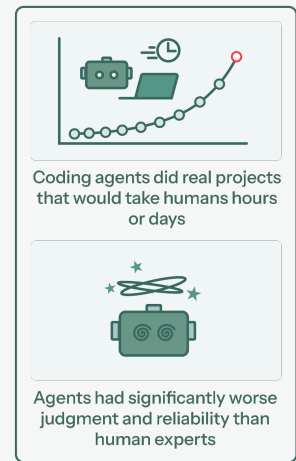 Coding agents did real projects
that would take humans hours
or days
Agents had significantly worse
judgment and reliability than
human experts